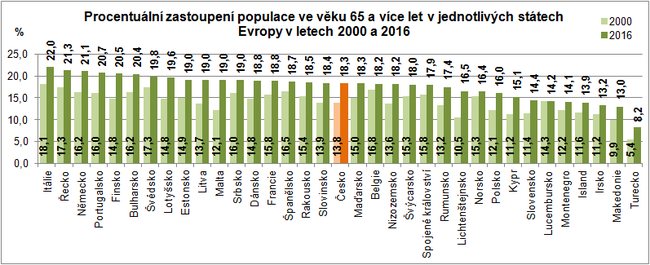 Procentuální zastoupení populace ve věku 65 a více let v jednotlivých státech
Evropy v letech 2000 a 2016
%
2000
2016
25,0
20,0
15,0
10,0
5,0
0,0
22,0 21,3 21,1 20,7 20,5 20,4 19,8 19,6 19,0 19,0 19,0 19,0 18,8 18,8 18,7 18,5 18,4 18,3 18,3 18,2 18,2 18,0 17,9 17,4 16,5 16,4 16,0 15,1 14,4 14,2 14,1 13,9 13,2 13,0 8,2
18,1 17,3 16,2 16,0 14,8 16,2 17,3 14,8 14,9 13,7 12,1 16,0 14,8 15,8 16,5 15,4 13,9 13,8 15,0 16,8 13,6 15,3 15,8 13,2 10,5 15,3 12,1 11,2 11,4 14,3 12,2 11,6 11,2 9,9 5,4
Itálie
Řecko
Německo
Portugalsko
Finsko
Bulharsko
Švédsko
Lotyšsko
Estonsko
Litva
Malta
Srbsko
Dánsko
Francie
Španělsko
Rakousko
Slovinsko
Česko
Maďarsko
Belgie
Nizozemsko
Švýcarsko
Spojené království
Rumunsko
Lichtenštejnsko
Norsko
Polsko
Kypr
Slovensko
Lucembursko
Montenegro
Island
Irsko
Makedonie
Turecko